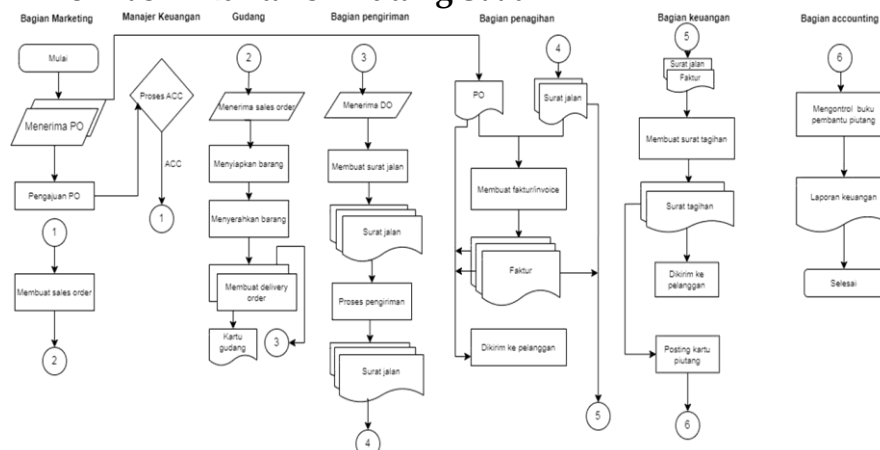 Bagian Marketing
Manajer Keuangan
Gudang
Bagian pengiriman
Bagian penagihan
Bagian keuangan
Bagian accounting
Mulai
Menerima PO
Pengajuan PO
1
Membuat sales order
2
Proses ACC
ACC
1
2
Menerima sales order
Menyiapkan barang
Menyerahkan barang
Membuat delivery
order
Kartu
gudang
3
3
Menerima DO
Membuat surat jalan
Surat jalan
Proses pengiriman
Surat jalan
4
4
PO
Surat jalan
Membuat faktur/invoice
Faktur
Dikirim ke pelanggan
5
5
Surat jalan
Faktur
Membuat surat tagihan
Surat tagihan
Dikirim ke
pelanggan
Posting kartu
piutang
6
6
Mengontrol buku
pembantu piutang
Laporan keuangan
Selesai